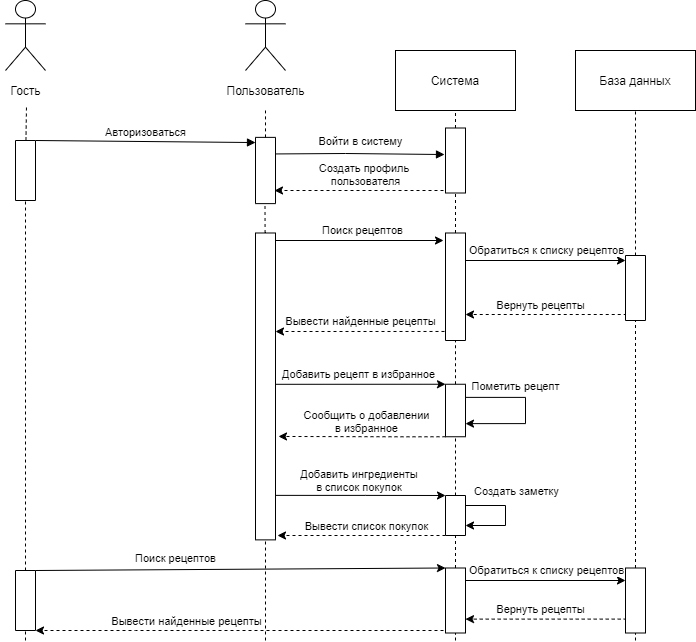 Гость
Пользователь
Система
База данных
Авторизоваться
Войти в систему
Создать профиль
пользователя
Поиск рецептов
Обратиться к списку рецептов
Вернуть рецепты
Вывести найденные рецепты
Добавить рецепт в избранное
Пометить рецепт
Сообщить о добавлении
в избранное
Добавить ингредиенты
в список покупок
Создать заметку
Вывести список покупок
Поиск рецептов
Обратиться к списку рецептов
Вернуть рецепты
Вывести найденные рецепты